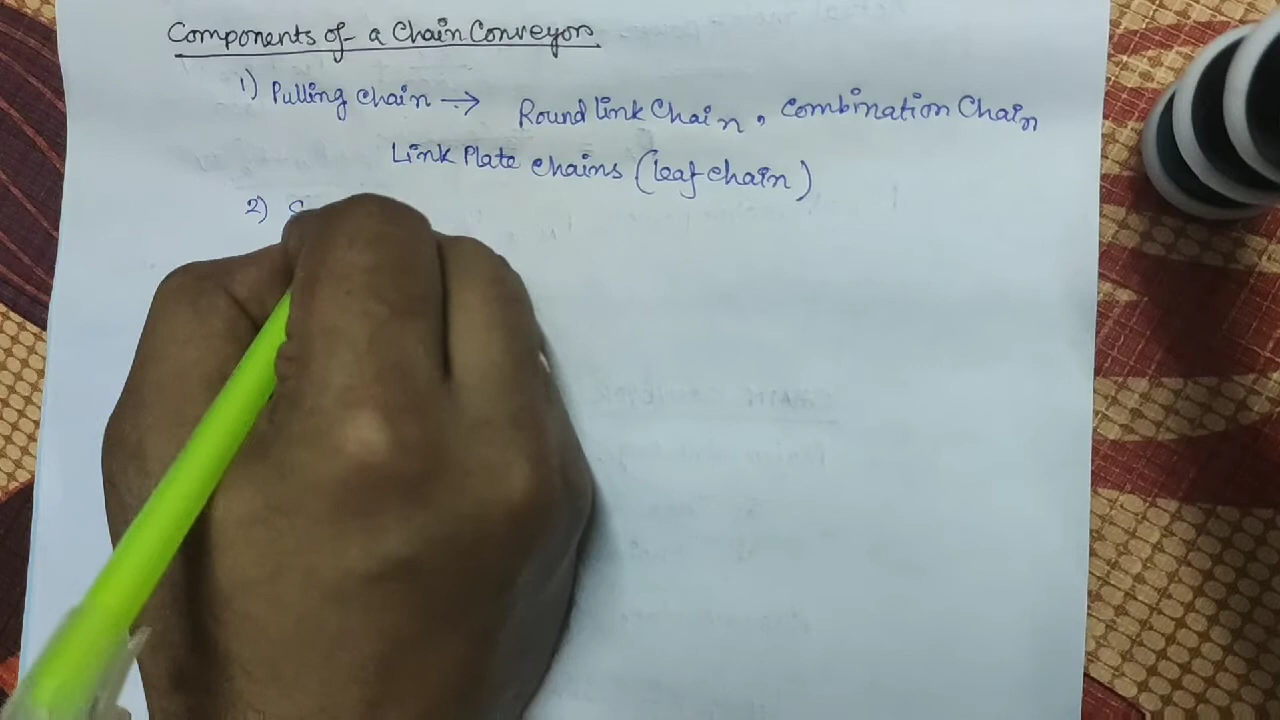 Components of a Chain Conveyor
1) Pulling chain → Round link Chain, Combination Chain
Link Plate chains (leaf chain)
2) S